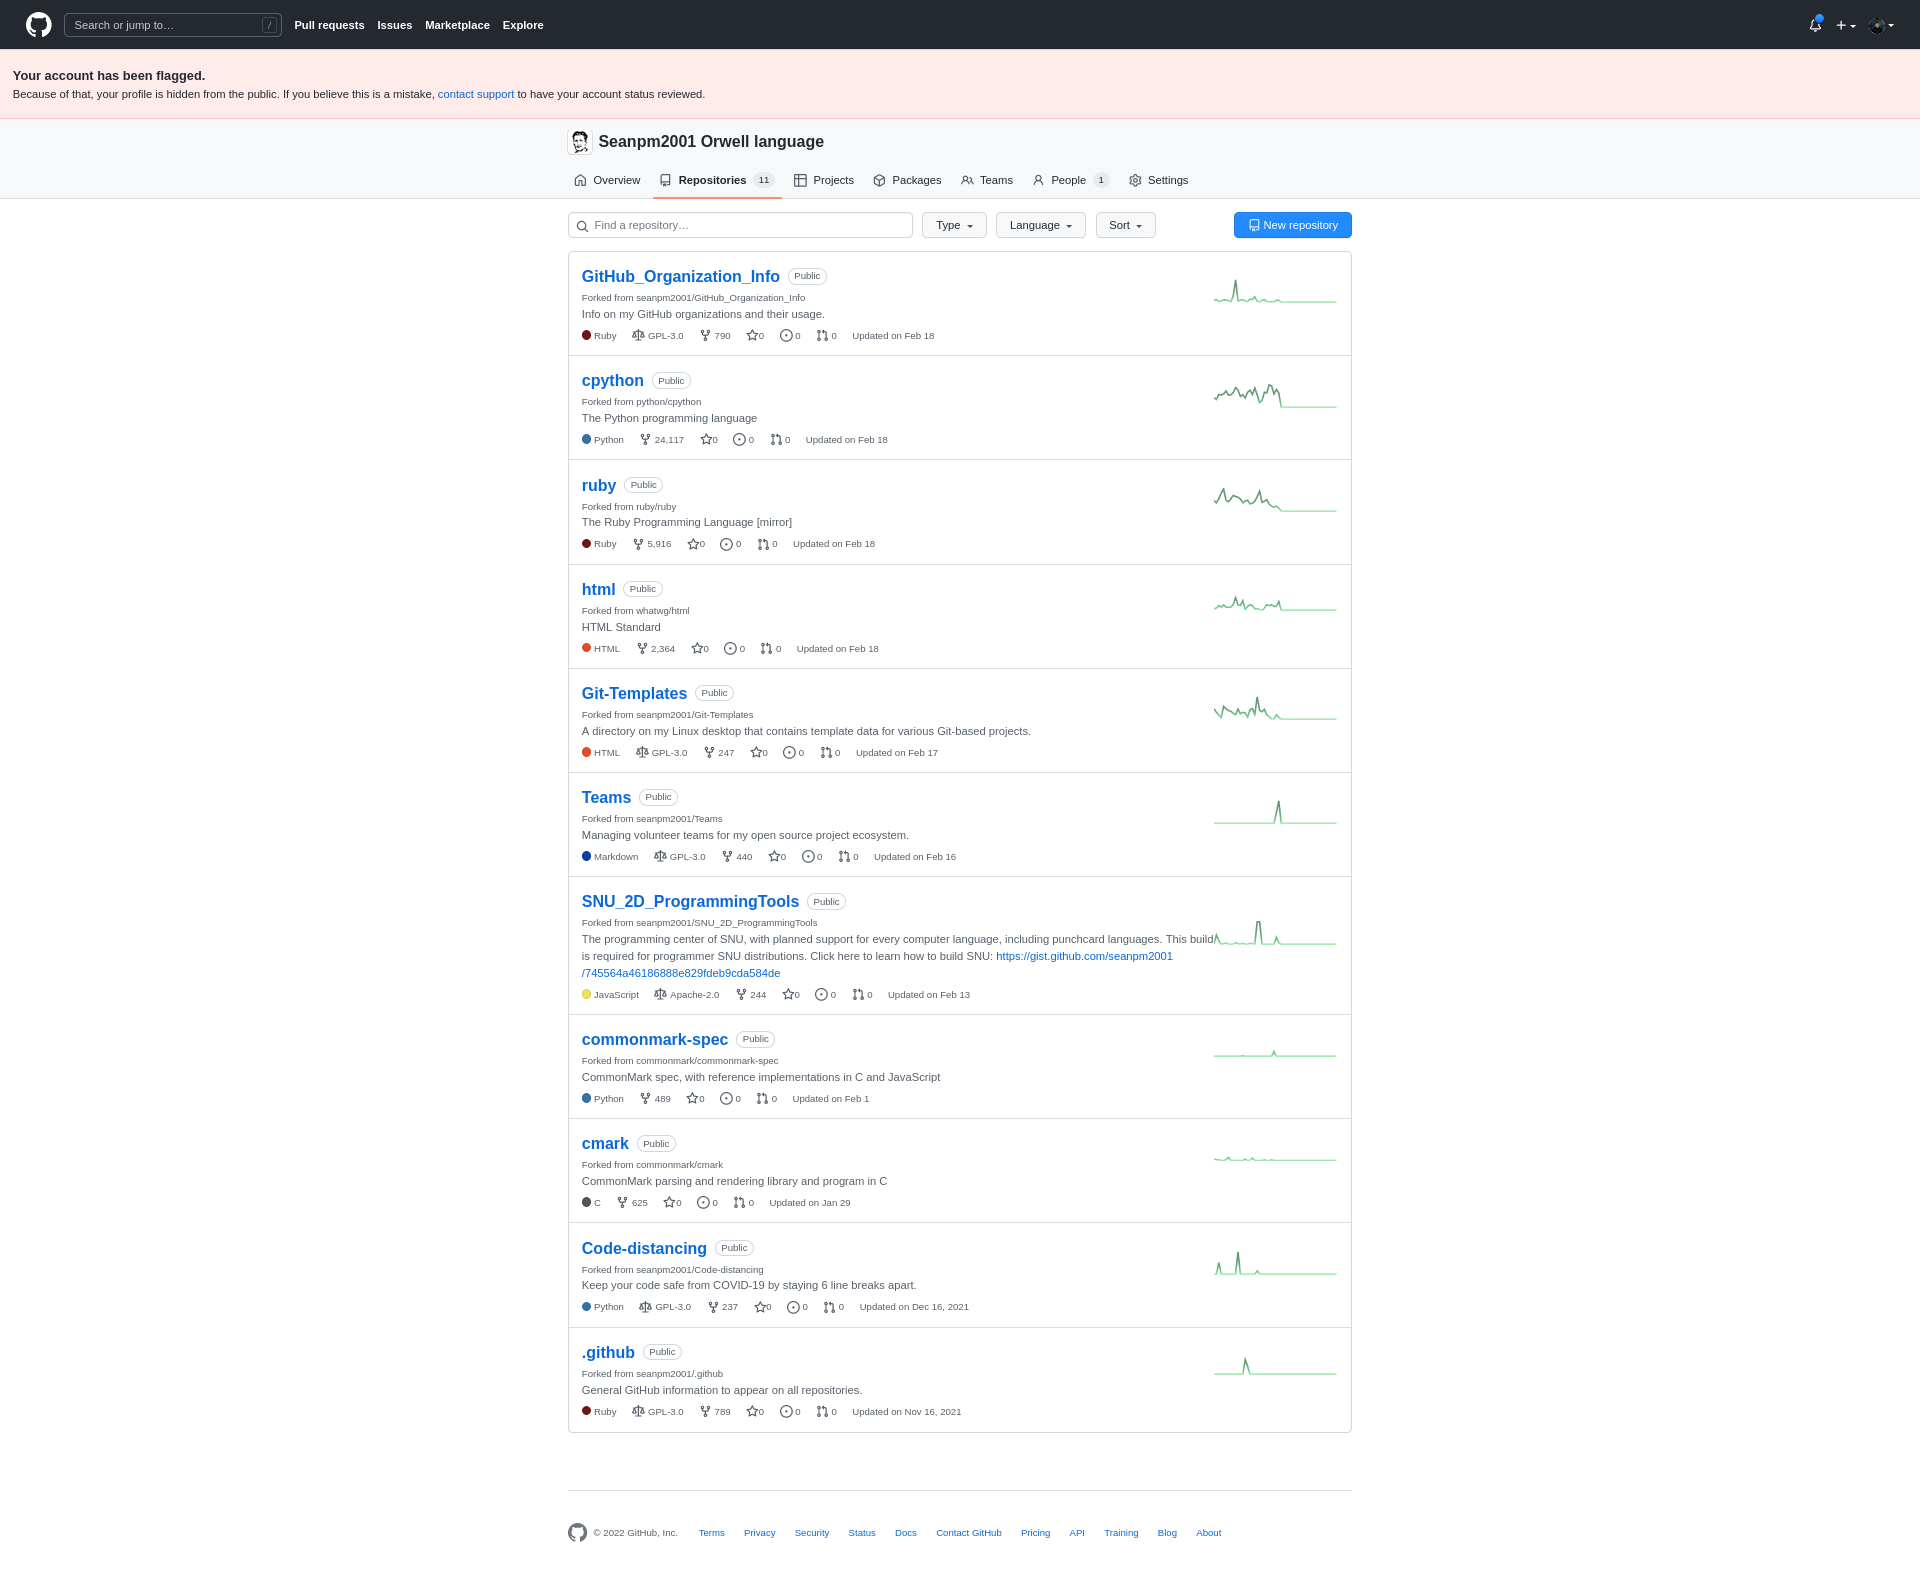 Search or jump to… /
Pull requests Issues Marketplace Explore
Your account has been flagged.
Because of that, your profile is hidden from the public. If you believe this is a mistake, contact support to have your account status reviewed.
Seanpm2001 Orwell language
Overview Repositories 11 Projects Packages Teams People 1 Settings
Find a repository… Type Language Sort New repository
GitHub_Organization_Info Public
Forked from seanpm2001/GitHub_Organization_Info
Info on my GitHub organizations and their usage.
Ruby GPL-3.0 790 0 0 0 Updated on Feb 18
cpython Public
Forked from python/cpython
The Python programming language
Python 24,117 0 0 0 Updated on Feb 18
ruby Public
Forked from ruby/ruby
The Ruby Programming Language [mirror]
Ruby 5,916 0 0 0 Updated on Feb 18
html Public
Forked from whatwg/html
HTML Standard
HTML 2,364 0 0 0 Updated on Feb 18
Git-Templates Public
Forked from seanpm2001/Git-Templates
A directory on my Linux desktop that contains template data for various Git-based projects.
HTML GPL-3.0 247 0 0 0 Updated on Feb 17
Teams Public
Forked from seanpm2001/Teams
Managing volunteer teams for my open source project ecosystem.
Markdown GPL-3.0 440 0 0 0 Updated on Feb 16
SNU_2D_ProgrammingTools Public
Forked from seanpm2001/SNU_2D_ProgrammingTools
The programming center of SNU, with planned support for every computer language, including punchcard languages. This build
is required for programmer SNU distributions. Click here to learn how to build SNU: https://gist.github.com/seanpm2001
/745564a46186888e829fdeb9cda584de
JavaScript Apache-2.0 244 0 0 0 Updated on Feb 13
commonmark-spec Public
Forked from commonmark/commonmark-spec
CommonMark spec, with reference implementations in C and JavaScript
Python 489 0 0 0 Updated on Feb 1
cmark Public
Forked from commonmark/cmark
CommonMark parsing and rendering library and program in C
C 625 0 0 0 Updated on Jan 29
Code-distancing Public
Forked from seanpm2001/Code-distancing
Keep your code safe from COVID-19 by staying 6 line breaks apart.
Python GPL-3.0 237 0 0 0 Updated on Dec 16, 2021
.github Public
Forked from seanpm2001/.github
General GitHub information to appear on all repositories.
Ruby GPL-3.0 789 0 0 0 Updated on Nov 16, 2021
© 2022 GitHub, Inc. Terms Privacy Security Status Docs Contact GitHub Pricing API Training Blog About